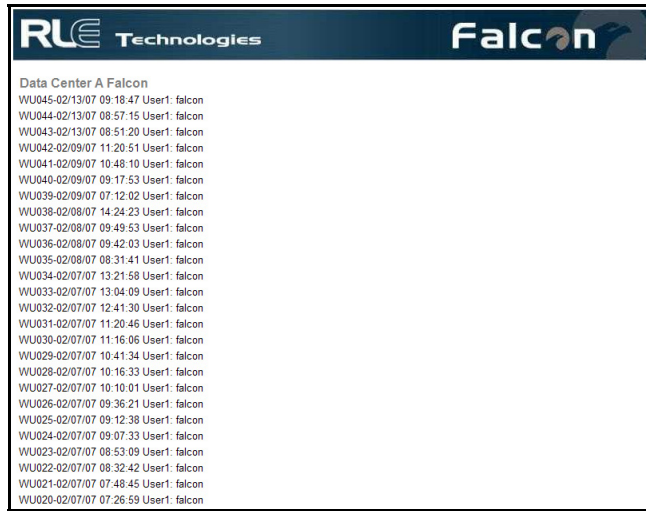 RLE Technologies Falcon
Data Center A Falcon
WU045-02/13/07 09:18:47 User1: falcon
WU044-02/13/07 08:57:15 User1: falcon
WU043-02/13/07 08:51:20 User1: falcon
WU042-02/09/07 11:20:51 User1: falcon
WU041-02/09/07 10:48:10 User1: falcon
WU040-02/09/07 09:17:53 User1: falcon
WU039-02/09/07 07:12:02 User1: falcon
WU038-02/08/07 14:24:23 User1: falcon
WU037-02/08/07 09:49:53 User1: falcon
WU036-02/08/07 09:42:03 User1: falcon
WU035-02/08/07 08:31:41 User1: falcon
WU034-02/07/07 13:21:58 User1: falcon
WU033-02/07/07 13:04:09 User1: falcon
WU032-02/07/07 12:41:30 User1: falcon
WU031-02/07/07 11:20:46 User1: falcon
WU030-02/07/07 11:16:06 User1: falcon
WU029-02/07/07 10:41:34 User1: falcon
WU028-02/07/07 10:16:33 User1: falcon
WU027-02/07/07 10:10:01 User1: falcon
WU026-02/07/07 09:36:21 User1: falcon
WU025-02/07/07 09:12:38 User1: falcon
WU024-02/07/07 09:07:33 User1: falcon
WU023-02/07/07 08:53:09 User1: falcon
WU022-02/07/07 08:32:42 User1: falcon
WU021-02/07/07 07:48:45 User1: falcon
WU020-02/07/07 07:26:59 User1: falcon